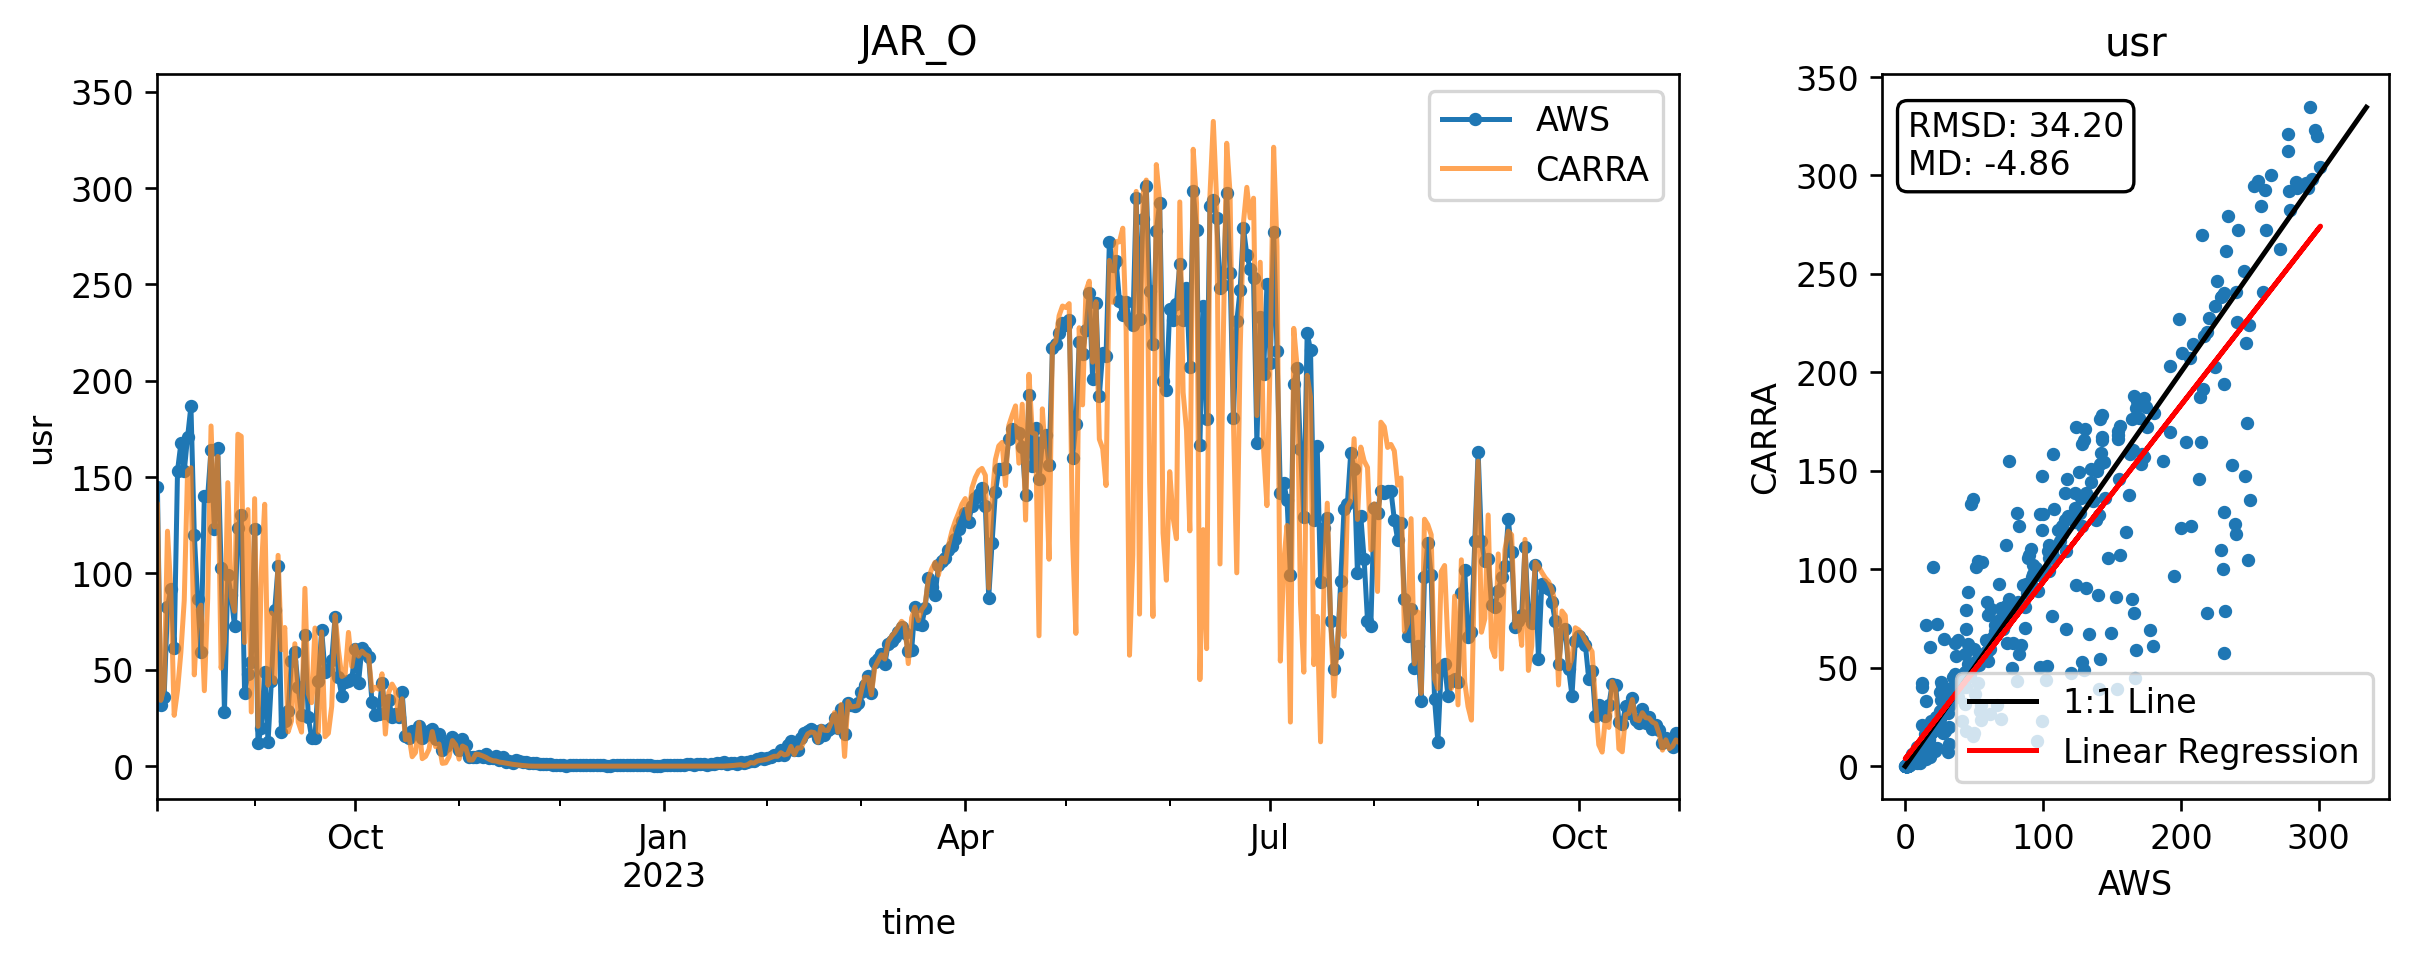 JAR_O
usr
350
300
250
200
150
100
50
0
AWS
CARRA
Oct
Jan
2023
Apr
Jul
Oct
time
usr
CARRA
350
300
250
200
150
100
50
0
RMSD: 34.20
MD: -4.86
1:1 Line
Linear Regression
0
100
200
300
AWS